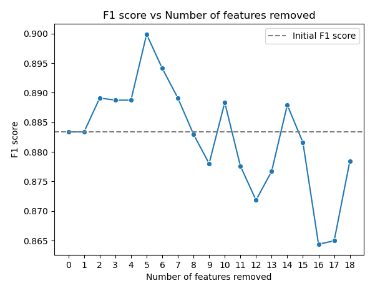 F1 score vs Number of features removed
Initial F1 score
F1 score
0.900
0.895
0.890
0.885
0.880
0.875
0.870
0.865
0 1 2 3 4 5 6 7 8 9 10 11 12 13 14 15 16 17 18
Number of features removed